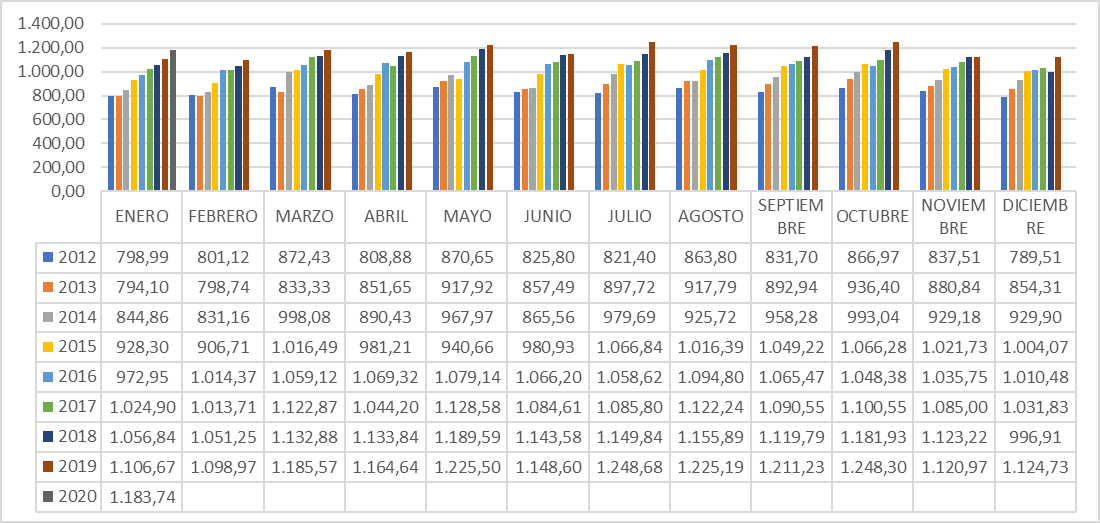 1.400,00
1.200,00
1.000,00
800,00
600,00
400,00
200,00
0,00
ENERO FEBRERO MARZO ABRIL MAYO JUNIO JULIO AGOSTO SEPTIEM OCTUBRE NOVIEM DICIEMB
BRE BRE RE
2012 798,99 801,12 872,43 808,88 870,65 825,80 821,40 863,80 831,70 866,97 837,51 789,51
2013 794,10 798,74 833,33 851,65 917,92 857,49 897,72 917,79 892,94 936,40 880,84 854,31
2014 844,86 831,16 998,08 890,43 967,97 865,56 979,69 925,72 958,28 993,04 929,18 929,90
2015 928,30 906,71 1.016,49 981,21 940,66 980,93 1.066,84 1.016,39 1.049,22 1.066,28 1.021,73 1.004,07
2016 972,95 1.014,37 1.059,12 1.069,32 1.079,14 1.066,20 1.058,62 1.094,80 1.065,47 1.048,38 1.035,75 1.010,48
2017 1.024,90 1.013,71 1.122,87 1.044,20 1.128,58 1.084,61 1.085,80 1.122,24 1.090,55 1.100,55 1.085,00 1.031,83
2018 1.056,84 1.051,25 1.132,88 1.133,84 1.189,59 1.143,58 1.149,84 1.155,89 1.119,79 1.181,93 1.123,22 996,91
2019 1.106,67 1.098,97 1.185,57 1.164,64 1.225,50 1.148,60 1.248,68 1.225,19 1.211,23 1.248,30 1.120,97 1.124,73
2020 1.183,74